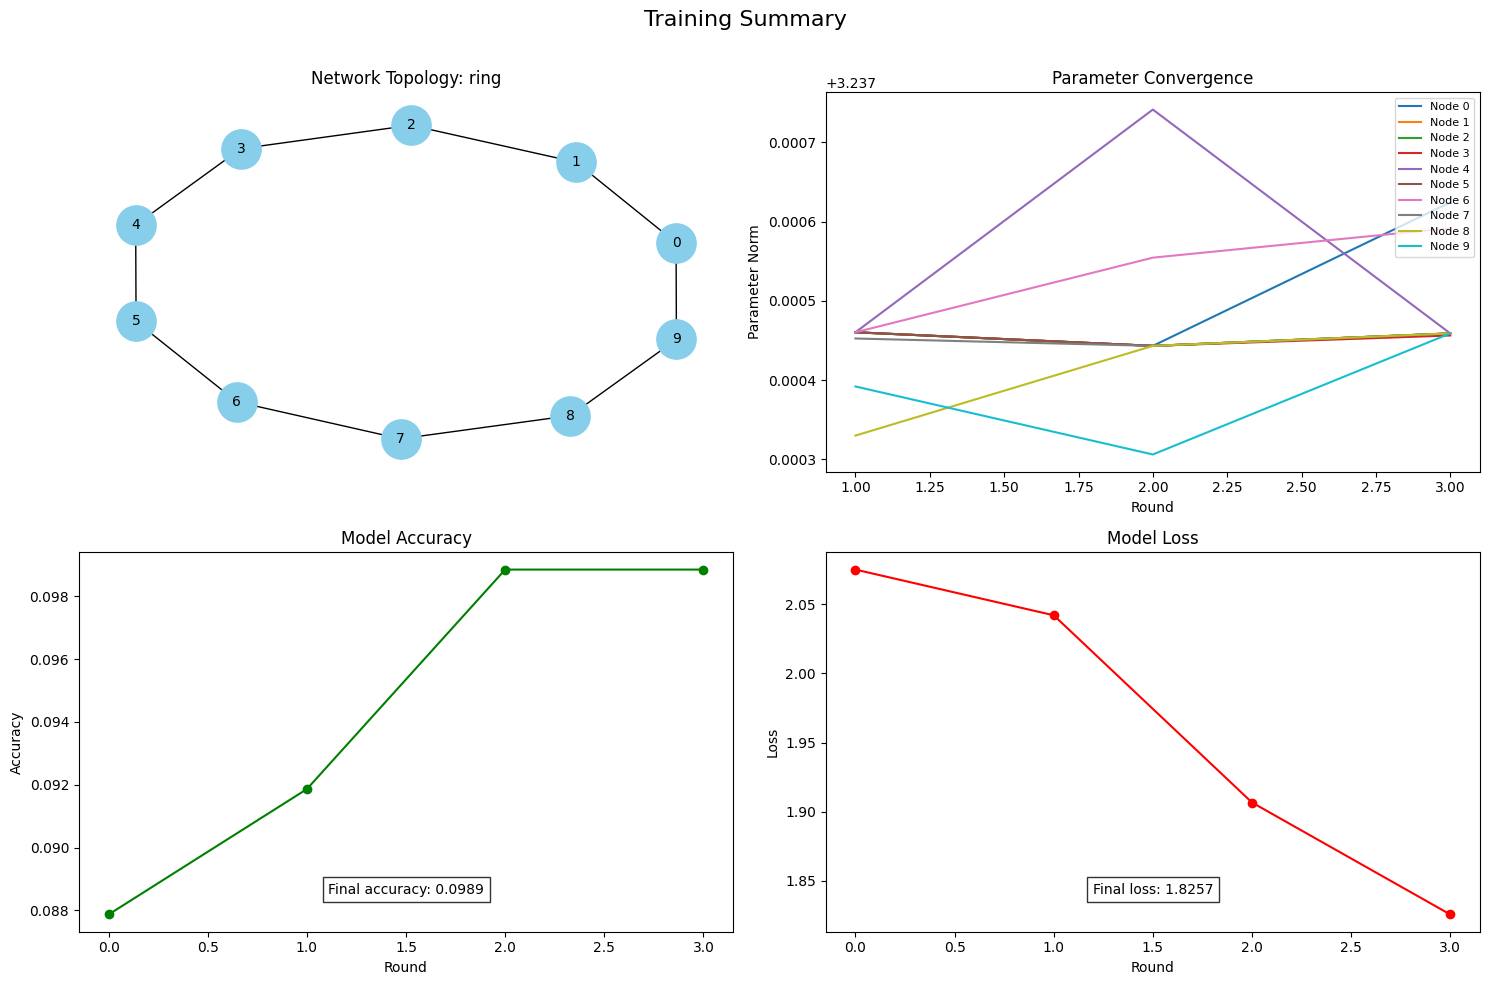 Training Summary
Network Topology: ring
2
3
1
4
0
5
9
6
8
7
Parameter Convergence
+3.237
0.0007
0.0006
0.0005
0.0004
0.0003
Parameter Norm
Node 0
Node 1
Node 2
Node 3
Node 4
Node 5
Node 6
Node 7
Node 8
Node 9
1.00 1.25 1.50 1.75 2.00 2.25 2.50 2.75 3.00
Round
Model Accuracy
0.098
0.096
0.094
0.092
0.090
0.088
Accuracy
Final accuracy: 0.0989
0.0 0.5 1.0 1.5 2.0 2.5 3.0
Round
Model Loss
2.05
2.00
1.95
1.90
1.85
Loss
Final loss: 1.8257
0.0 0.5 1.0 1.5 2.0 2.5 3.0
Round